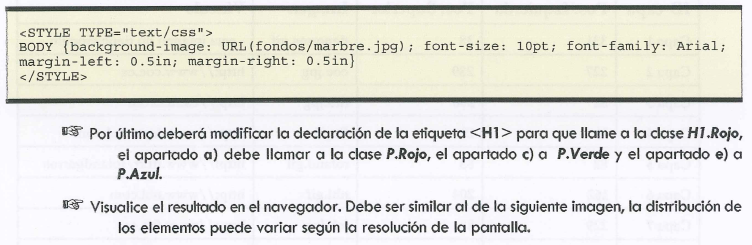 <STYLE TYPE="text/css">
BODY {background-image: URL(fondos/marbre.jpg); font-size: 10pt; font-family: Arial;
margin-left: 0.5in; margin-right: 0.5in}
</STYLE>
☞ Por último deberá modificar la declaración de la etiqueta <H1> para que llame a la clase H1.Rojo,
el apartado a) debe llamar a la clase P.Rojo, el apartado c) a P.Verde y el apartado e) a
P.Azul.
☞ Visualice el resultado en el navegador. Debe ser similar al de la siguiente imagen, la distribución de
los elementos puede variar según la resolución de la pantalla.